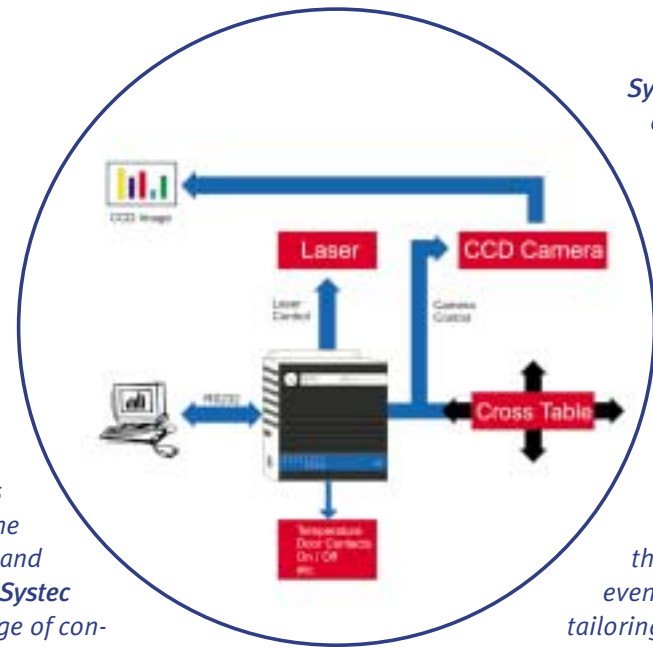 Sy
CCD Image
Laser
CCD Camera
Laser
Control
Camera
Control
RS232
Cross Table
Temperature
Door Contacts
On / Off
etc.
and
Systec
ge of con-
th
even
tailoring